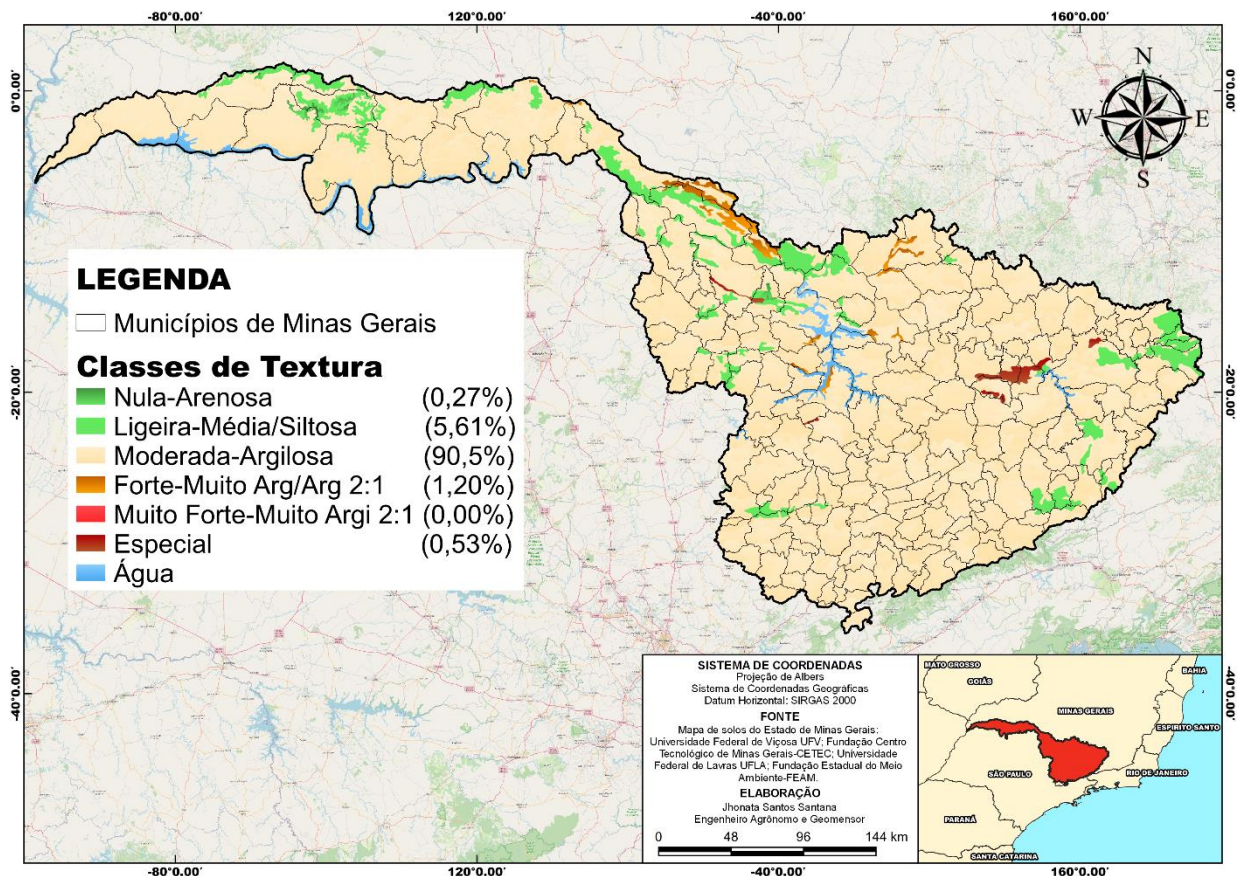 -80°0.00′ 120°0.00′ -40°0.00′ 160°0.00′
0°0.00′ 0°0.00′
N
W E
S
LEGENDA
Municípios de Minas Gerais
Classes de Textura
Nula-Arenosa (0,27%)
Ligeira-Média/Siltosa (5,61%)
Moderada-Argilosa (90,5%)
Forte-Muito Arg/Arg 2:1 (1,20%)
Muito Forte-Muito Argi 2:1 (0,00%)
Especial (0,53%)
Água
-20°0.00′ -20°0.00′
-40°0.00′ -40°0.00′
SISTEMA DE COORDENADAS
Projeção de Albers
Sistema de Coordenadas Geográficas
Datum Horizontal: SIRGAS 2000
FONTE
Mapa de solos do Estado de Minas Gerais:
Universidade Federal de Viçosa UFV; Fundação Centro
Tecnológico de Minas Gerais-CETEC; Universidade
Federal de Lavras UFLA; Fundação Estadual do Meio
Ambiente-FEAM.
ELABORAÇÃO
Jhonata Santos Santana
Engenheiro Agrônomo e Geomensor
0 48 96 144 km
MATO GROSSO
GOIÁS
BAHIA
MINAS GERAIS
ESPIRITO SANTO
SÃO PAULO
RIO DE JANEIRO
PARANÁ
SANTA CATARINA
-80°0.00′ 120°0.00′ -40°0.00′ 160°0.00′